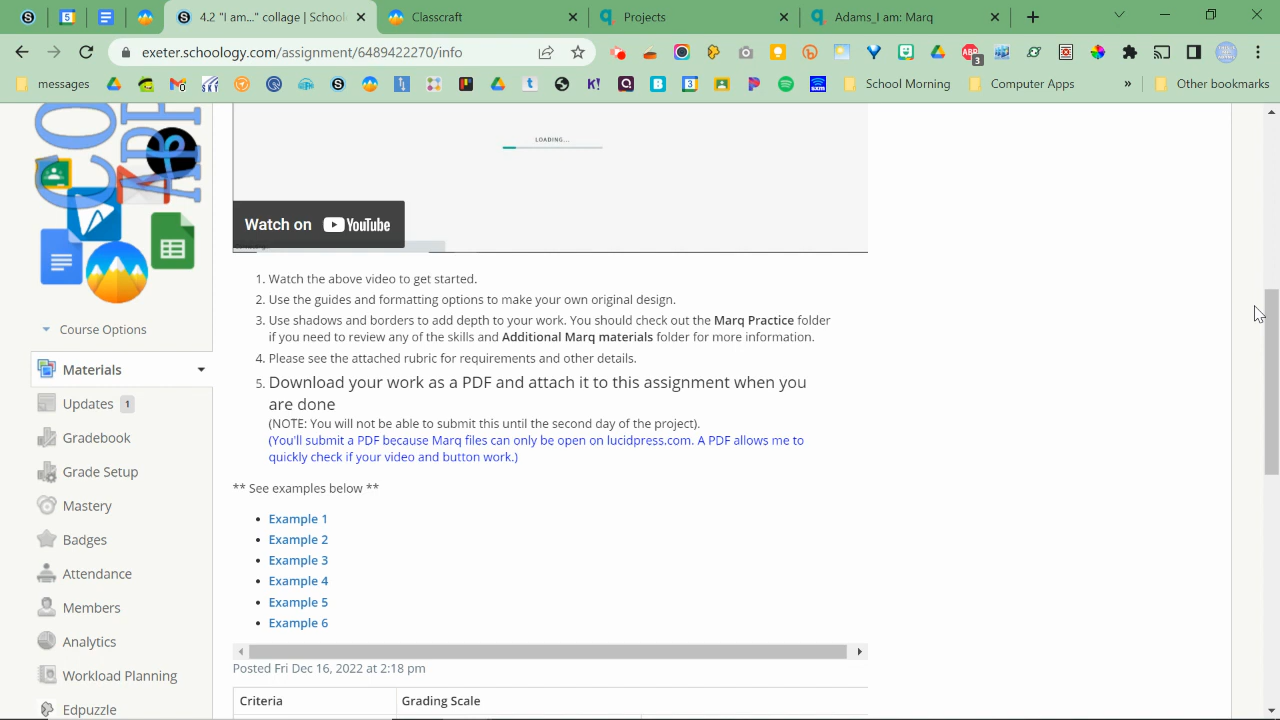 4.2 "I am..." collage | Schoolo
Classcraft
Projects
Adams_I am: Marq
exeter.schoology.com/assignment/6489422270/info
ABP
3
messages
School Morning
Computer Apps
»
Other bookmarks
LOADING...
Watch on YouTube
1. Watch the above video to get started.
2. Use the guides and formatting options to make your own original design.
3. Use shadows and borders to add depth to your work. You should check out the Marq Practice folder
if you need to review any of the skills and Additional Marq materials folder for more information.
4. Please see the attached rubric for requirements and other details.
5. Download your work as a PDF and attach it to this assignment when you
are done
(NOTE: You will not be able to submit this until the second day of the project).
(You'll submit a PDF because Marq files can only be open on lucidpress.com. A PDF allows me to
quickly check if your video and button work.)
** See examples below **
• Example 1
• Example 2
• Example 3
• Example 4
• Example 5
• Example 6
Posted Fri Dec 16, 2022 at 2:18 pm
Criteria
Grading Scale
Course Options
Materials
Updates 1
Gradebook
Grade Setup
Mastery
Badges
Attendance
Members
Analytics
Workload Planning
Edpuzzle